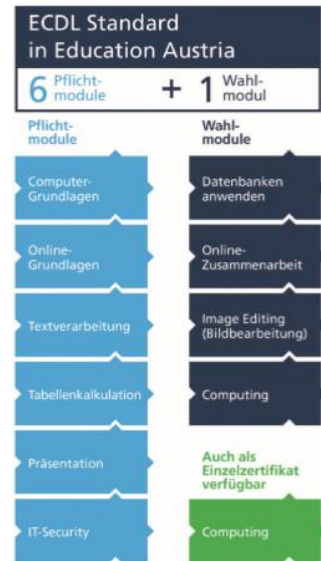 ECDL Standard
in Education Austria
6 Pflicht-
module
+ 1 Wahl-
modul
Pflicht-
module
Computer-
Grundlagen
Online-
Grundlagen
Textverarbeitung
Tabellenkalkulation
Präsentation
IT-Security
Wahl-
module
Datenbanken
anwenden
Online-
Zusammenarbeit
Image Editing
(Bildbearbeitung)
Computing
Auch als
Einzelzertifikat
verfügbar
Computing